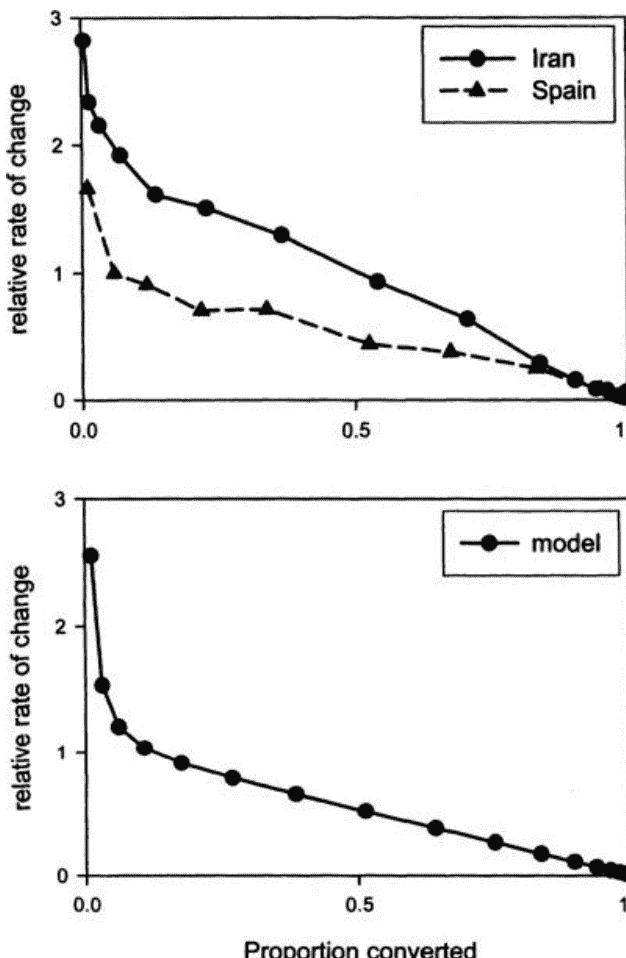 3
2
1
0
relative rate of change
Iran
Spain
0.0
0.5
1
3
2
1
0
relative rate of change
model
0.0
0.5
1
Proportion converted